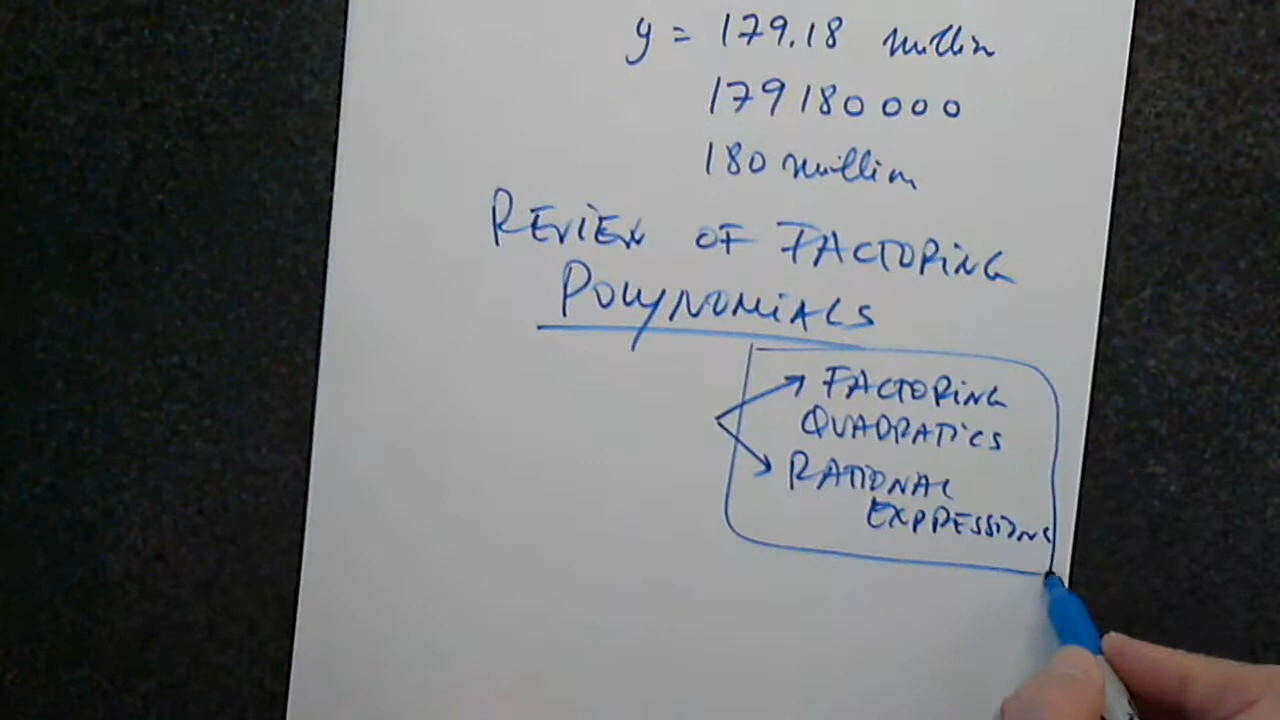 y = 179.18 million
179180000
180 million
REVIEW OF FACTORING
POLYNOMIALS
FACTORING
QUADRATICS
RATIONAL
EXPRESSIONS